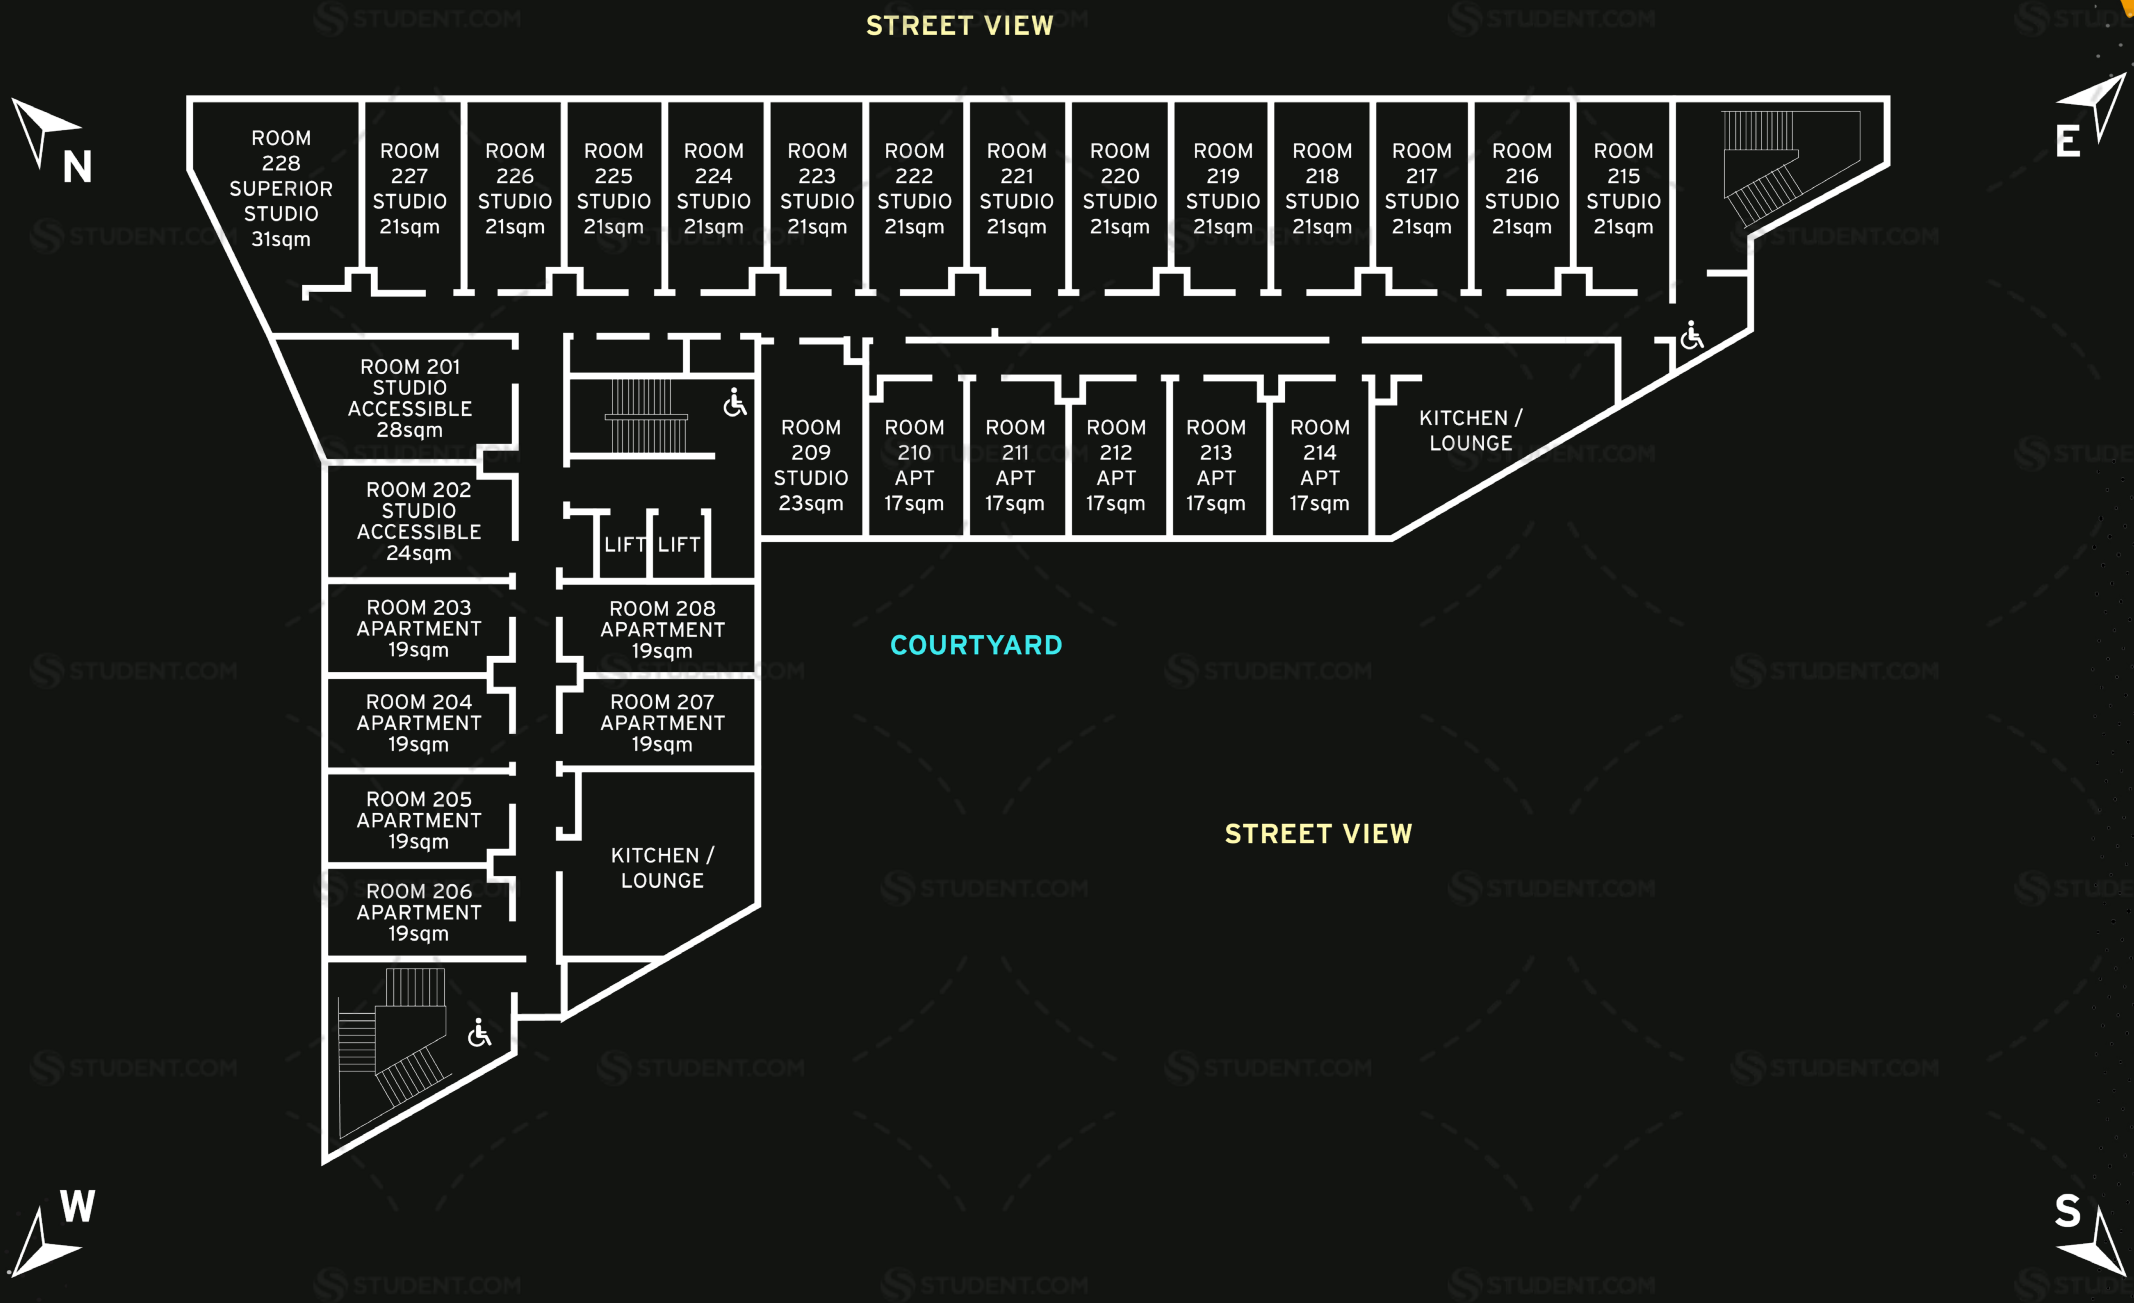 STREET VIEW
N
E
ROOM
228
SUPERIOR
STUDIO
31sqm
ROOM
227
STUDIO
21sqm
ROOM
226
STUDIO
21sqm
ROOM
225
STUDIO
21sqm
ROOM
224
STUDIO
21sqm
ROOM
223
STUDIO
21sqm
ROOM
222
STUDIO
21sqm
ROOM
221
STUDIO
21sqm
ROOM
220
STUDIO
21sqm
ROOM
219
STUDIO
21sqm
ROOM
218
STUDIO
21sqm
ROOM
217
STUDIO
21sqm
ROOM
216
STUDIO
21sqm
ROOM
215
STUDIO
21sqm
ROOM 201
STUDIO
ACCESSIBLE
28sqm
ROOM 202
STUDIO
ACCESSIBLE
24sqm
LIFT
LIFT
ROOM
209
STUDIO
23sqm
ROOM
210
APT
17sqm
ROOM
211
APT
17sqm
ROOM
212
APT
17sqm
ROOM
213
APT
17sqm
ROOM
214
APT
17sqm
KITCHEN /
LOUNGE
ROOM 203
APARTMENT
19sqm
ROOM 208
APARTMENT
19sqm
COURTYARD
ROOM 204
APARTMENT
19sqm
ROOM 207
APARTMENT
19sqm
ROOM 205
APARTMENT
19sqm
STREET VIEW
KITCHEN /
LOUNGE
ROOM 206
APARTMENT
19sqm
W
S
STUDENT.COM